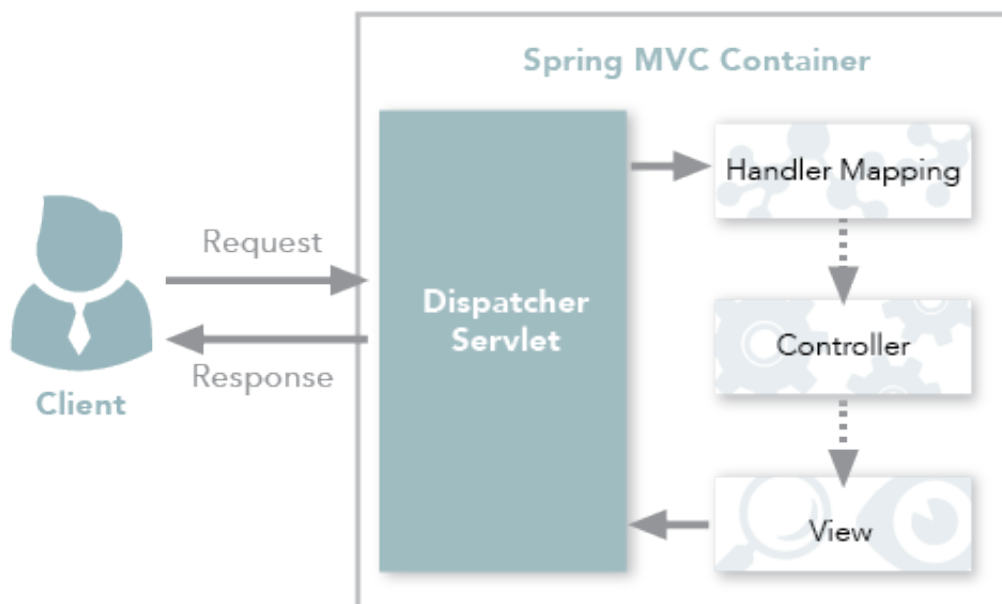 Spring MVC Container
Handler Mapping
Request
Dispatcher
Servlet
Controller
Response
Client
View